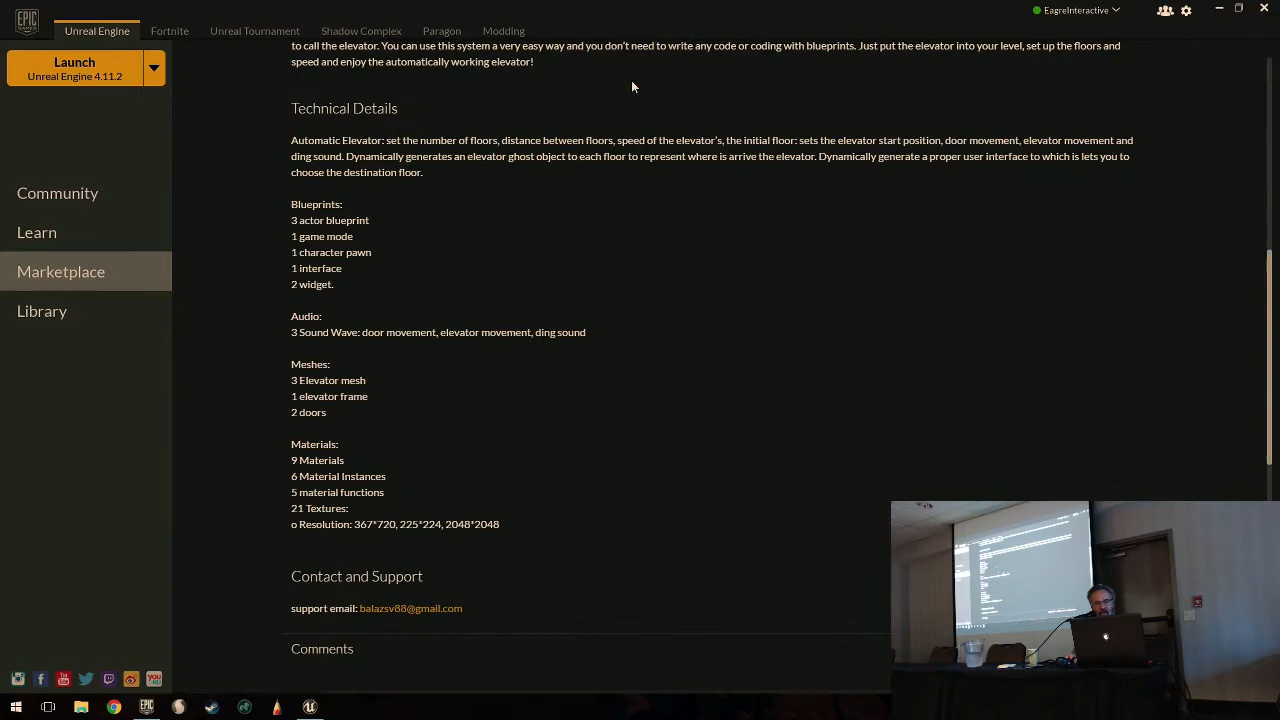 EPIC GAMES
Unreal Engine
Fortnite
Unreal Tournament
Shadow Complex
Paragon
Modding
EagreInteractive
Launch
Unreal Engine 4.11.2
Community
Learn
Marketplace
Library
to call the elevator. You can use this system a very easy way and you don't need to write any code or coding with blueprints. Just put the elevator into your level, set up the floors and
speed and enjoy the automatically working elevator!
Technical Details
Automatic Elevator: set the number of floors, distance between floors, speed of the elevator's, the initial floor: sets the elevator start position, door movement, elevator movement and
ding sound. Dynamically generates an elevator ghost object to each floor to represent where is arrive the elevator. Dynamically generate a proper user interface to which is lets you to
choose the destination floor.
Blueprints:
3 actor blueprint
1 game mode
1 character pawn
1 interface
2 widget.
Audio:
3 Sound Wave: door movement, elevator movement, ding sound
Meshes:
3 Elevator mesh
1 elevator frame
2 doors
Materials:
9 Materials
6 Material Instances
5 material functions
21 Textures:
o Resolution: 367*720, 225*224, 2048*2048
Contact and Support
support email: balazsv88@gmail.com
Comments